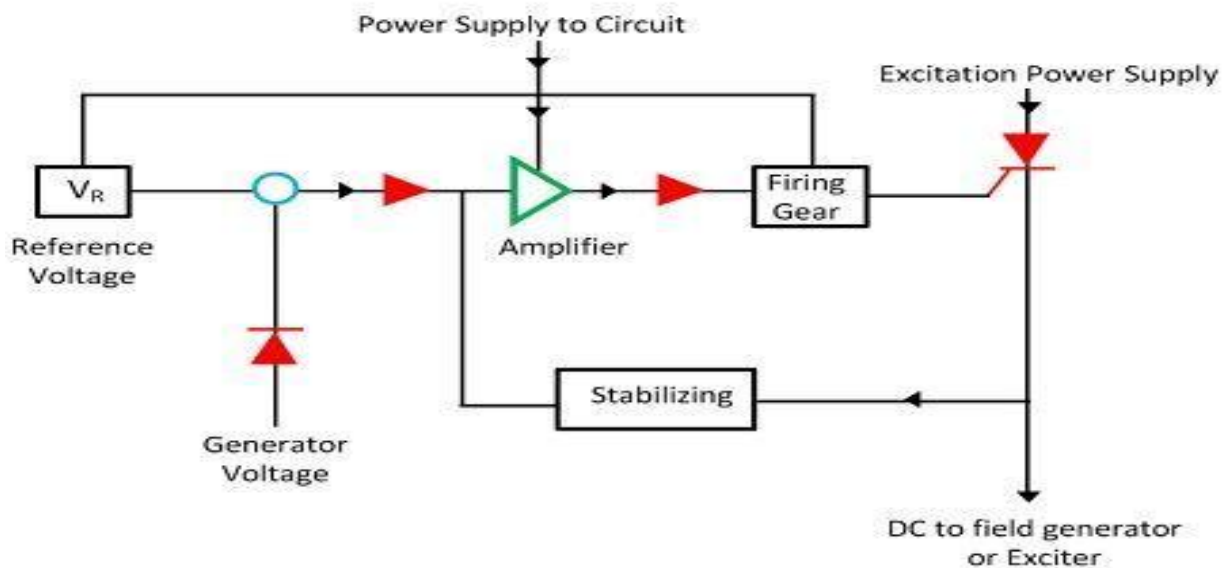 Power Supply to Circuit
Excitation Power Supply
VR
Firing
Gear
Reference
Voltage
Amplifier
Stabilizing
Generator
Voltage
DC to field generator
or Exciter